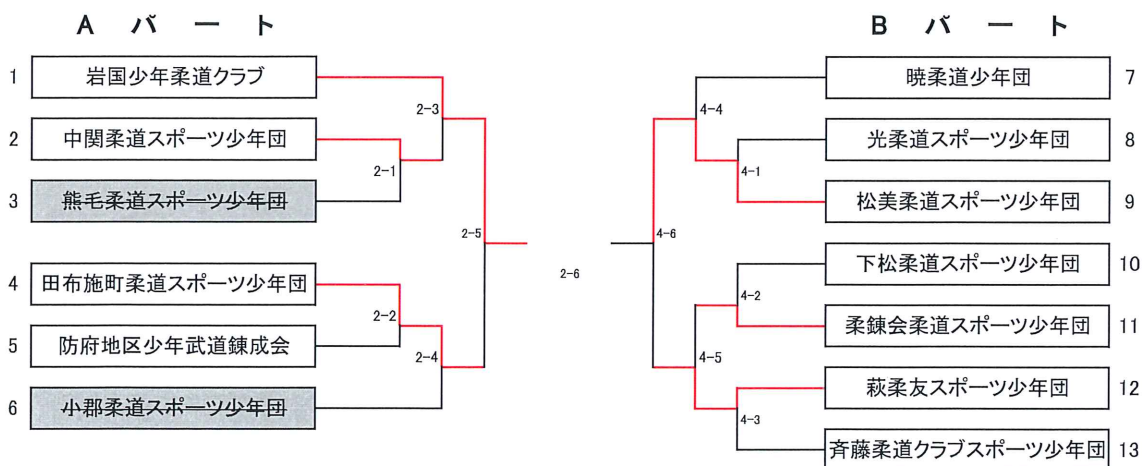 A パ ー ト
1 岩国少年柔道クラブ
2 中関柔道スポーツ少年団
3 熊毛柔道スポーツ少年団
4 田布施町柔道スポーツ少年団
5 防府地区少年武道錬成会
6 小郡柔道スポーツ少年団
2-3
2-1
2-5
2-2
2-4
2-6
B パ ー ト
暁柔道少年団 7
光柔道スポーツ少年団 8
松美柔道スポーツ少年団 9
下松柔道スポーツ少年団 10
柔錬会柔道スポーツ少年団 11
萩柔友スポーツ少年団 12
斉藤柔道クラブスポーツ少年団 13
4-4
4-1
4-6
4-2
4-5
4-3